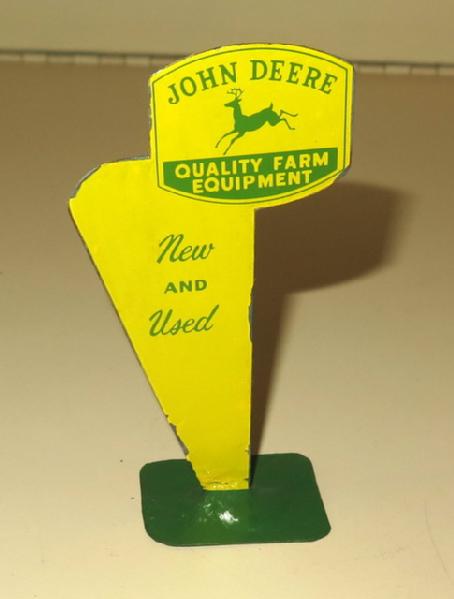 JOHN DEERE
QUALITY FARM
EQUIPMENT
New
AND
Used